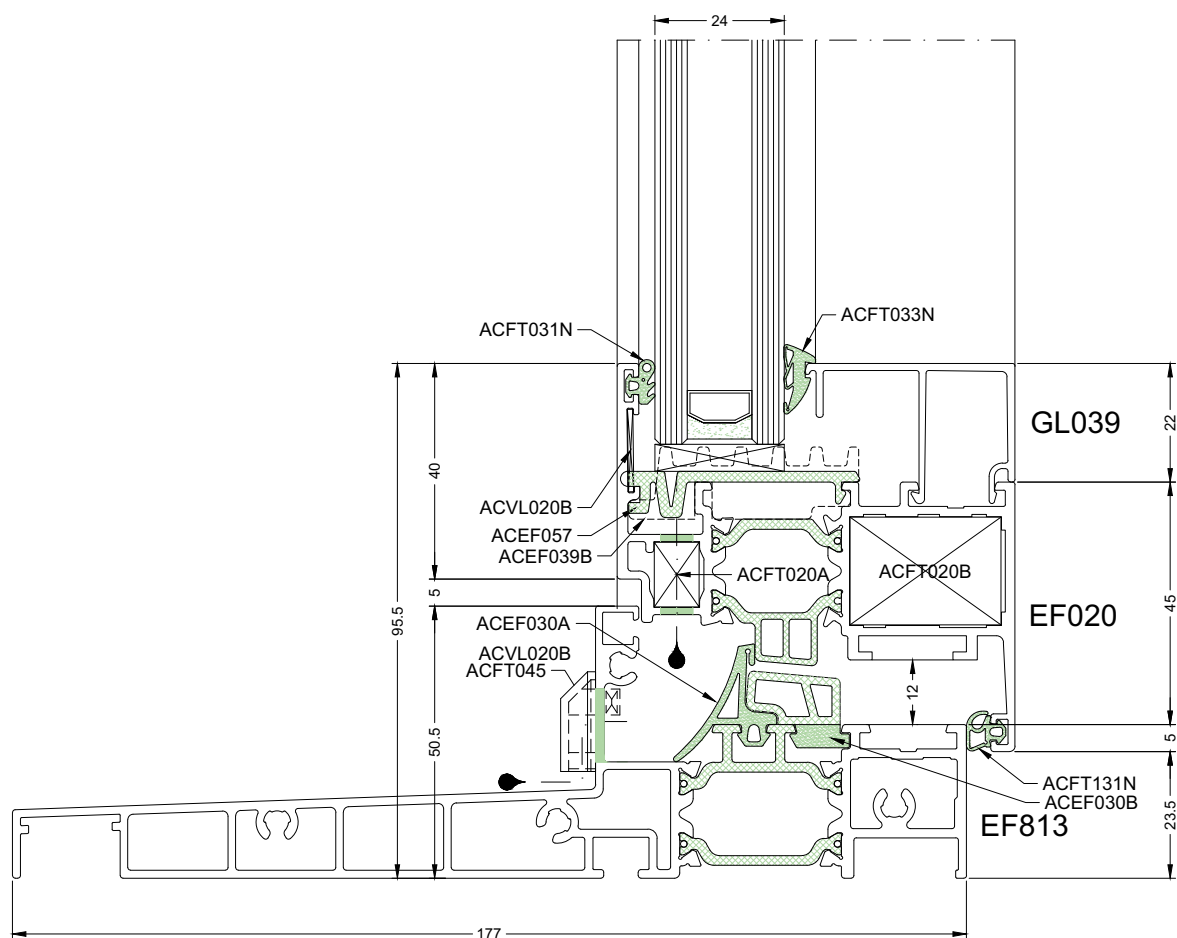 24
ACFT031N
ACFT033N
GL039
22
40
ACVL020B
ACEF057
ACEF039B
ACFT020A
ACFT020B
5
95.5
45
EF020
ACEF030A
ACVL020B
ACFT045
12
50.5
5
ACFT131N
ACEF030B
EF813
23.5
177